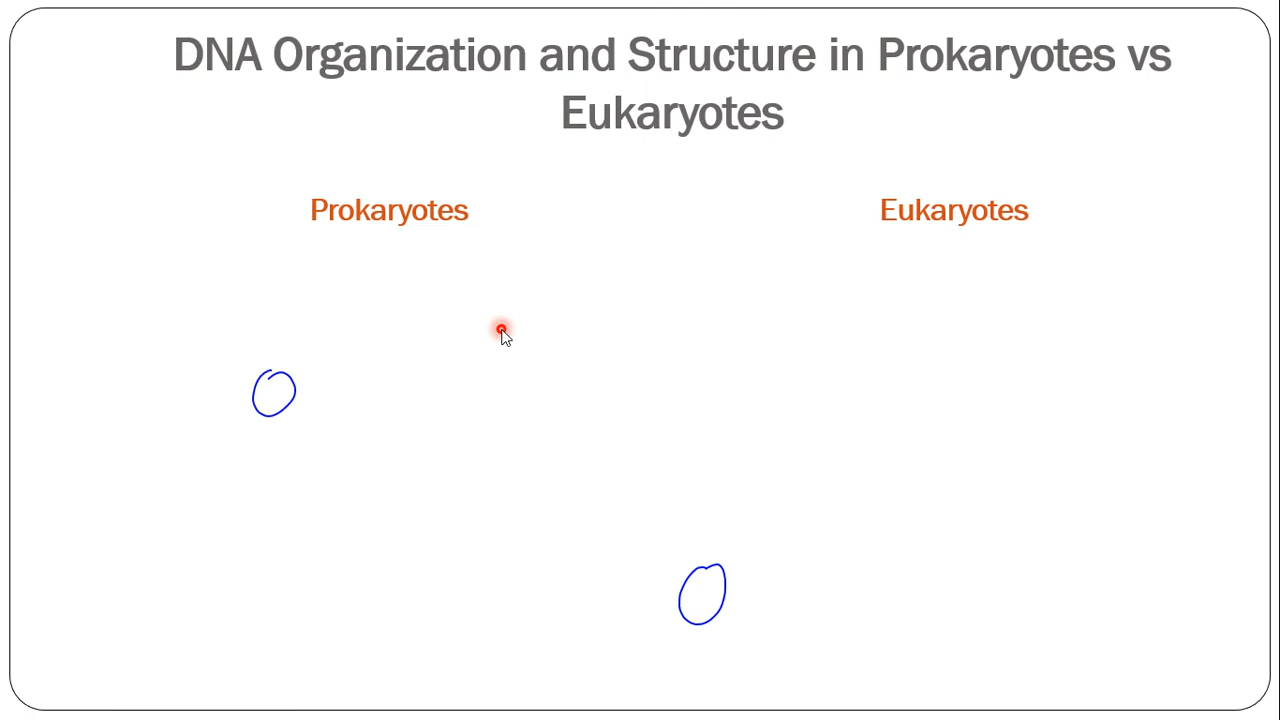 DNA Organization and Structure in Prokaryotes vs
Eukaryotes
Prokaryotes
Eukaryotes